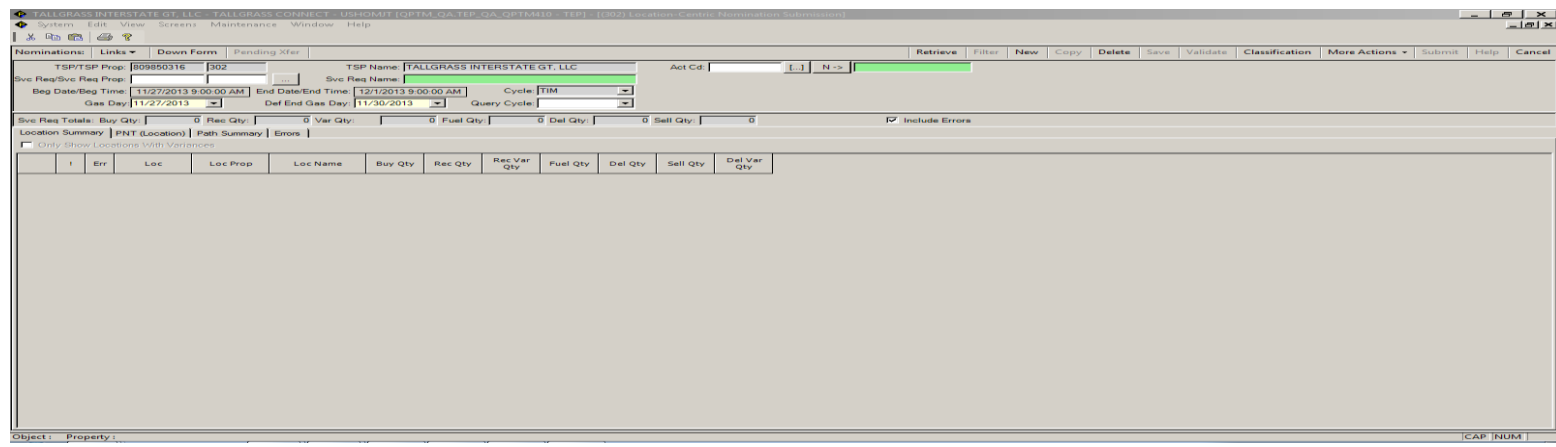 TALLGRASS INTERSTATE GT, LLC - TALLGRASS CONNECT - USHOMJT [QPTM_QA.TEP_QA_QPTM410 - TEP] - [(302) Location-Centric Nomination Submission]
System Edit View Screens Maintenance Window Help
Nominations: Links Down Form Pending Xfer Retrieve Filter New Copy Delete Save Validate Classification More Actions Submit Help Cancel
TSP/TSP Prop: 809850316 302 TSP Name: TALLGRASS INTERSTATE GT, LLC Act Cd: [...] N ->
Svc Req/Svc Req Prop: ... Svc Req Name:
Beg Date/Beg Time: 11/27/2013 9:00:00 AM End Date/End Time: 12/1/2013 9:00:00 AM Cycle: TIM
Gas Day: 11/27/2013 Def End Gas Day: 11/30/2013 Query Cycle:
Svc Req Totals: Buy Qty: 0 Rec Qty: 0 Var Qty: 0 Fuel Qty: 0 Del Qty: 0 Sell Qty: 0 Include Errors
Location Summary PNT (Location) Path Summary Errors
Only Show Locations With Variances
! Err Loc Loc Prop Loc Name Buy Qty Rec Qty Rec Var Qty Fuel Qty Del Qty Sell Qty Del Var Qty
Object : Property : CAP NUM